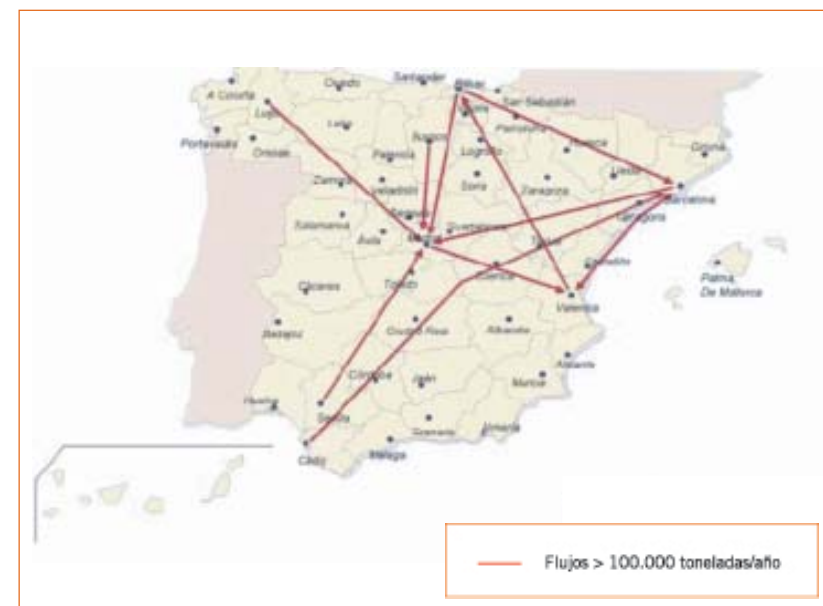 Santander
Bilbao
Oviedo
A Coruña
Lugo
San Sebastián
León
Pamplona
Burgos
Huesca
Pontevedra
Orense
Palencia
Logroño
Girona
Lleida
Zamora
Valladolid
Soria
Zaragoza
Barcelona
Segovia
Tarragona
Salamanca
Ávila
Guadalajara
Madrid
Teruel
Castellón
Cáceres
Toledo
Cuenca
Palma
De Mallorca
Valencia
Badajoz
Ciudad Real
Albacete
Alicante
Córdoba
Jaén
Murcia
Huelva
Sevilla
Granada
Almería
Cádiz
Málaga
Flujos > 100.000 toneladas/año